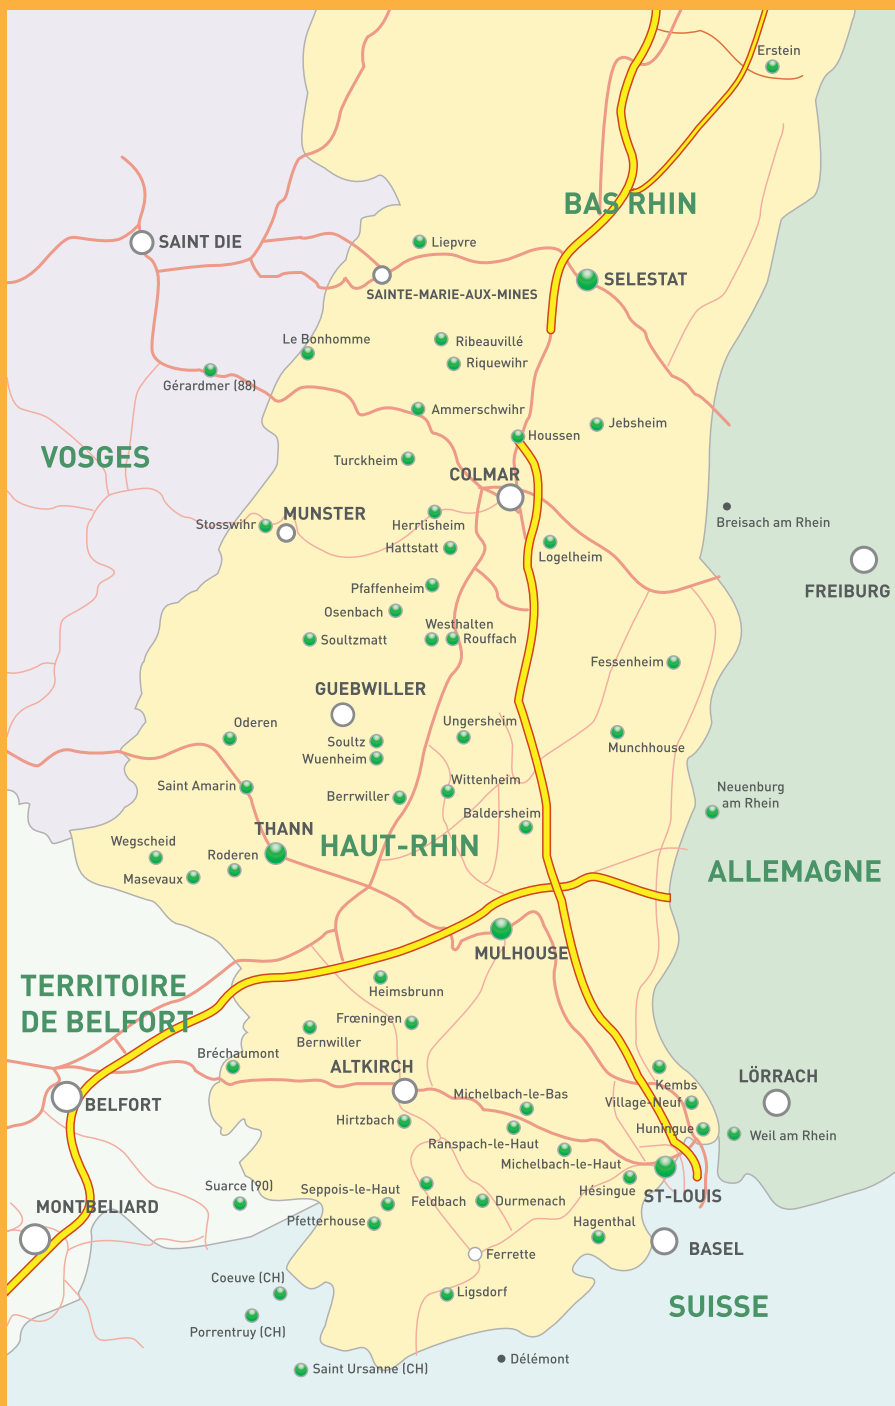 Erstein
BAS RHIN
SAINT DIE
Liepvre
SELESTAT
SAINTE-MARIE-AUX-MINES
Le Bonhomme
Ribeauvillé
Riquewihr
Gérardmer (88)
Ammerschwihr
Jebsheim
Houssen
VOSGES
Turckheim
COLMAR
MUNSTER
Stosswihr
Herrlisheim
Breisach am Rhein
Hattstatt
Logelheim
FREIBURG
Pfaffenheim
Osenbach
Westhalten
Soultzmatt
Rouffach
Fessenheim
GUEBWILLER
Oderen
Ungersheim
Soultz
Munchhouse
Wuenheim
Saint Amarin
Wittenheim
Neuenburg
am Rhein
Berrwiller
Baldersheim
THANN
Wegscheid
HAUT-RHIN
Roderen
Masevaux
ALLEMAGNE
MULHOUSE
TERRITOIRE
DE BELFORT
Heimsbrunn
Frœningen
Bernwiller
Bréchaumont
ALTKIRCH
LÖRRACH
Kembs
Michelbach-le-Bas
Village-Neuf
BELFORT
Hirtzbach
Huningue
Weil am Rhein
Ranspach-le-Haut
Michelbach-le-Haut
Suarce (90)
Seppois-le-Haut
Hésingue
ST-LOUIS
MONTBELIARD
Feldbach
Durmenach
Pfetterhouse
Hagenthal
BASEL
Ferrette
Coeuve (CH)
Ligsdorf
SUISSE
Porrentruy (CH)
Délémont
Saint Ursanne (CH)